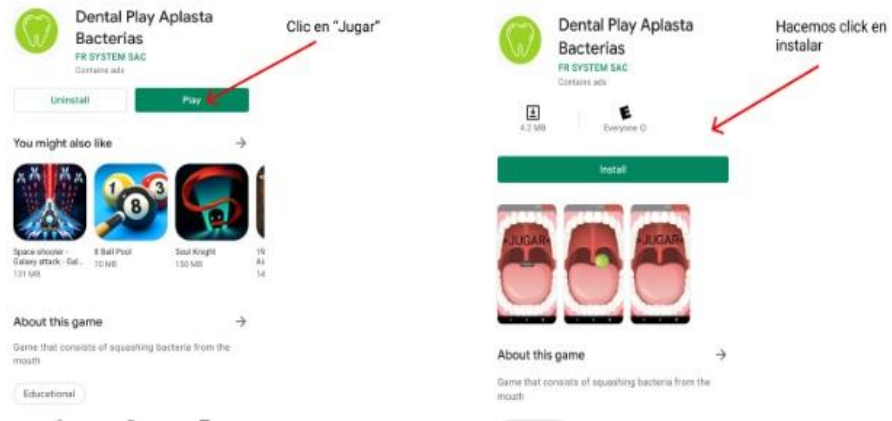 Dental Play Aplasta
Bacterias
FR SYSTEM SAC
Contains ads
Clic en "Jugar"
Uninstall
Play
You might also like
Space shooter -
Galaxy attack - Gal..
131 MB
8 Ball Pool
70 MB
Soul Knight
150 MB
About this game
Game that consists of squashing bacteria from the
mouth
Educational
Dental Play Aplasta
Bacterias
FR SYSTEM SAC
Contains ads
Hacemos click en
instalar
4.2 MB
E
Everyone
Install
JUGAR
JUGAR
About this game
Game that consists of squashing bacteria from the
mouth